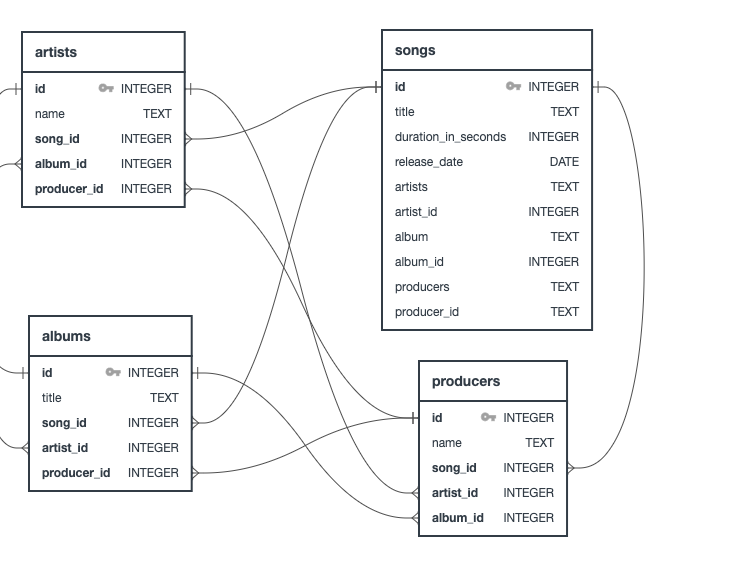 artists
id INTEGER
name TEXT
song_id INTEGER
album_id INTEGER
producer_id INTEGER
songs
id INTEGER
title TEXT
duration_in_seconds INTEGER
release_date DATE
artists TEXT
artist_id INTEGER
album TEXT
album_id INTEGER
producers TEXT
producer_id TEXT
albums
id INTEGER
title TEXT
song_id INTEGER
artist_id INTEGER
producer_id INTEGER
producers
id INTEGER
name TEXT
song_id INTEGER
artist_id INTEGER
album_id INTEGER